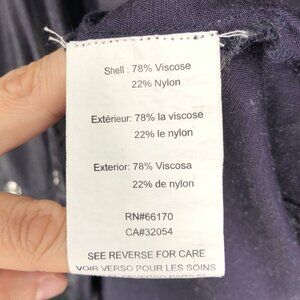 Shell : 78% Viscose
22% Nylon
Extérieur: 78% la viscose
22% le nylon
Exterior: 78% Viscosa
22% de nylon
RN#66170
CA#32054
SEE REVERSE FOR CARE
VOIR VERSO POUR LES SOINS